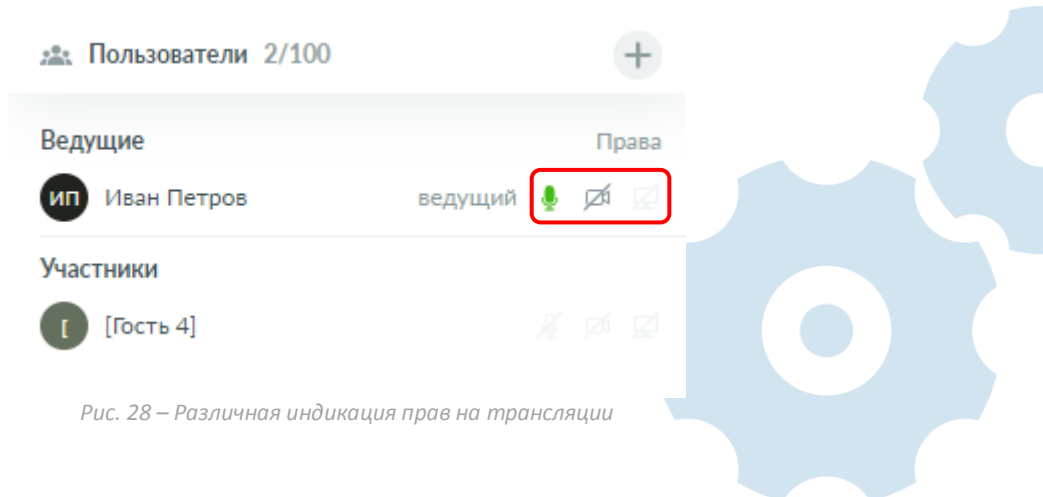 Пользователи 2/100
Ведущие Права
ИП Иван Петров ведущий
Участники
[ [Гость 4]
Рис. 28 – Различная индикация прав на трансляции